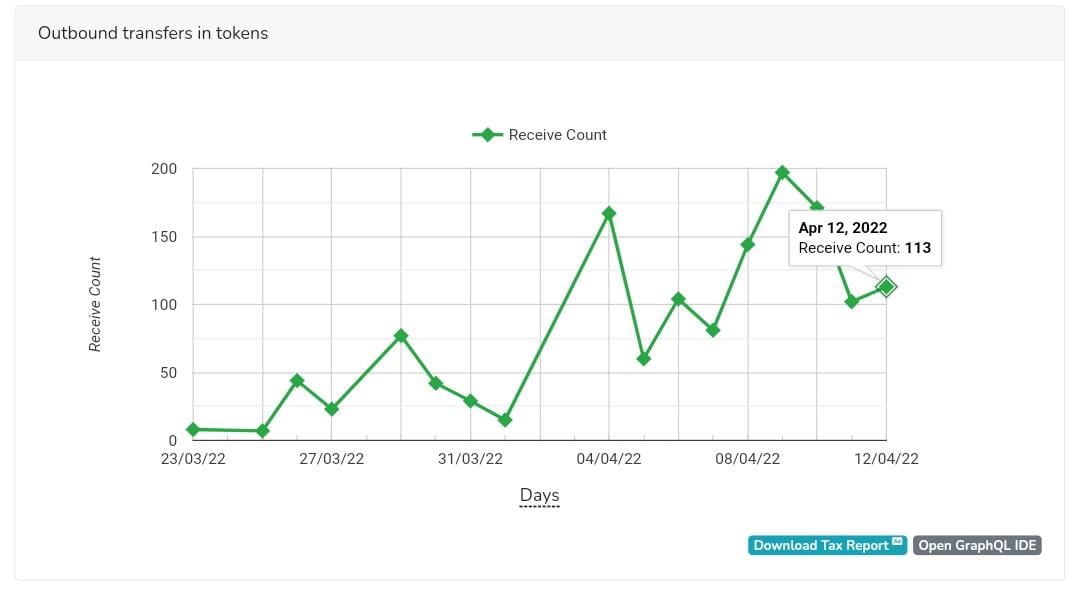 Outbound transfers in tokens
Receive Count
200
150
100
50
0
Receive Count
Apr 12, 2022
Receive Count: 113
23/03/22 27/03/22 31/03/22 04/04/22 08/04/22 12/04/22
Days
Download Tax Report Ad Open GraphQL IDE